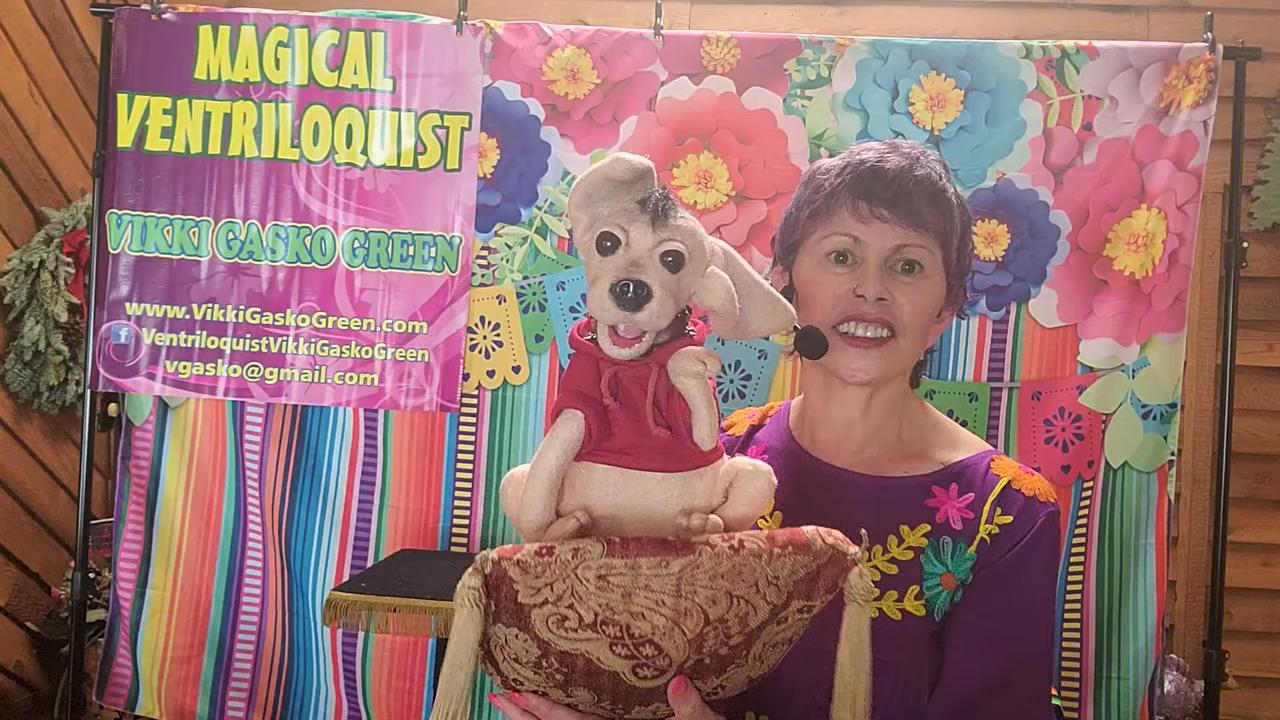 MAGICAL
VENTRILOQUIST
VIKKI GASKO GREEN
www.VikkiGaskoGreen.com
f VentriloquistVikkiGaskoGreen
vgasko@gmail.com